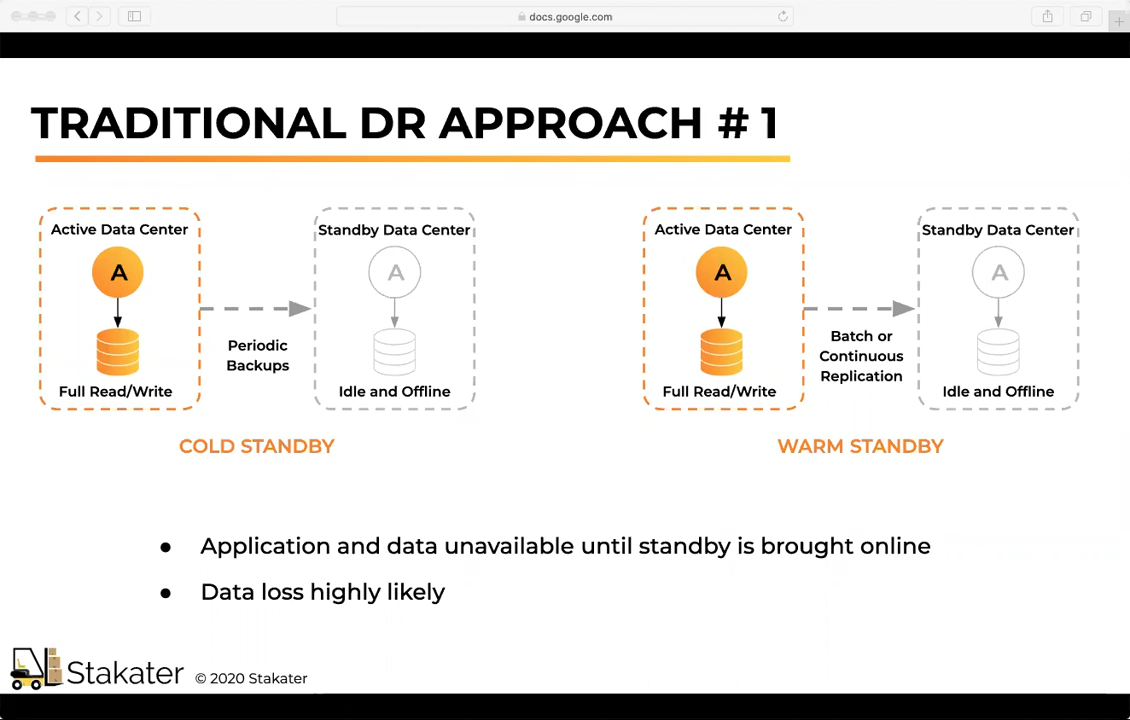 docs.google.com
TRADITIONAL DR APPROACH # 1
Active Data Center
A
Full Read/Write
Periodic
Backups
Standby Data Center
A
Idle and Offline
COLD STANDBY
Active Data Center
A
Full Read/Write
Batch or
Continuous
Replication
Standby Data Center
A
Idle and Offline
WARM STANDBY
● Application and data unavailable until standby is brought online
● Data loss highly likely
Stakater © 2020 Stakater